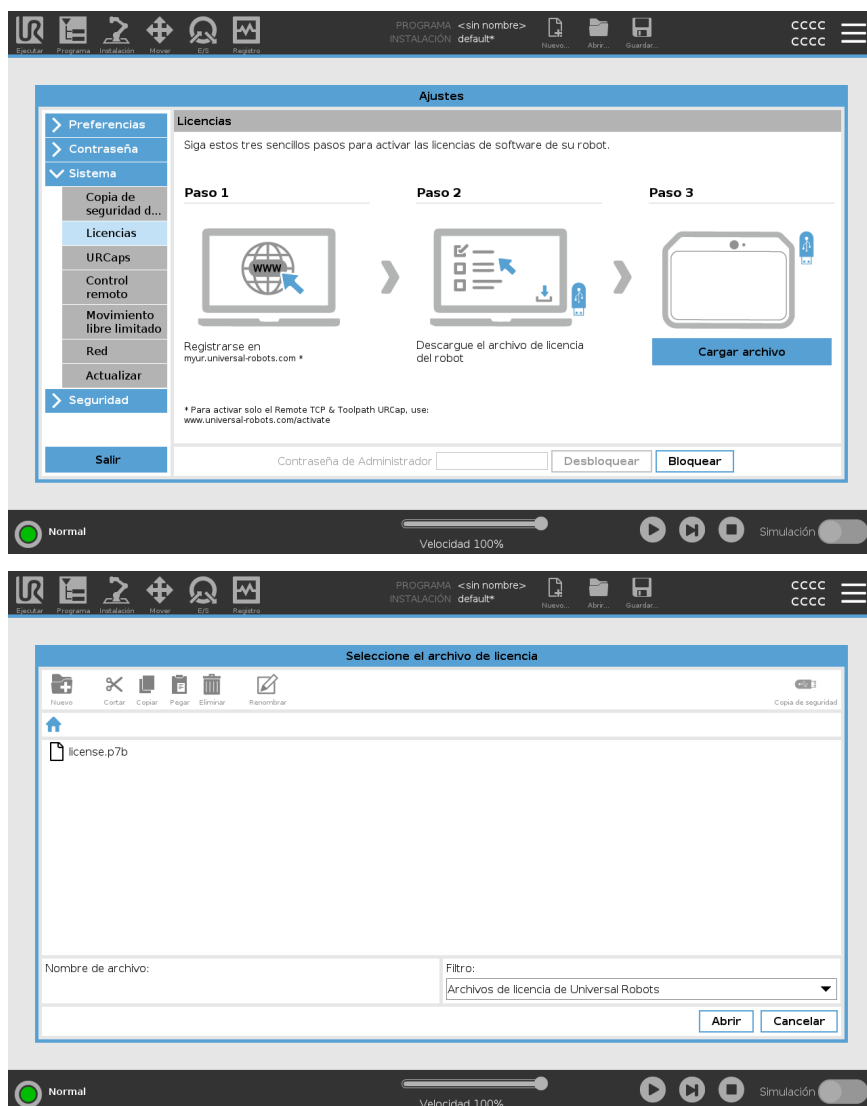 PROGRAMA <sin nombre>
INSTALACIÓN default*
CCCC
CCCC
Ejecutar Programa Instalación Mover E/S Registro Nuevo... Abrir... Guardar...
Ajustes
Preferencias
Contraseña
Sistema
Copia de
seguridad d...
Licencias
URCaps
Control
remoto
Movimiento
libre limitado
Red
Actualizar
Seguridad
Salir
Licencias
Siga estos tres sencillos pasos para activar las licencias de software de su robot.
Paso 1
www
Registrarse en
myur.universal-robots.com *
Paso 2
Descargue el archivo de licencia
del robot
Paso 3
Cargar archivo
* Para activar solo el Remote TCP & Toolpath URCap, use:
www.universal-robots.com/activate
Contraseña de Administrador Desbloquear Bloquear
Normal
Velocidad 100%
Simulación
PROGRAMA <sin nombre>
INSTALACIÓN default*
CCCC
CCCC
Ejecutar Programa Instalación Mover E/S Registro Nuevo... Abrir... Guardar...
Seleccione el archivo de licencia
Nuevo Cortar Copiar Pegar Eliminar Renombrar Copia de seguridad
license.p7b
Nombre de archivo:
Filtro:
Archivos de licencia de Universal Robots
Abrir Cancelar
Normal
Velocidad 100%
Simulación